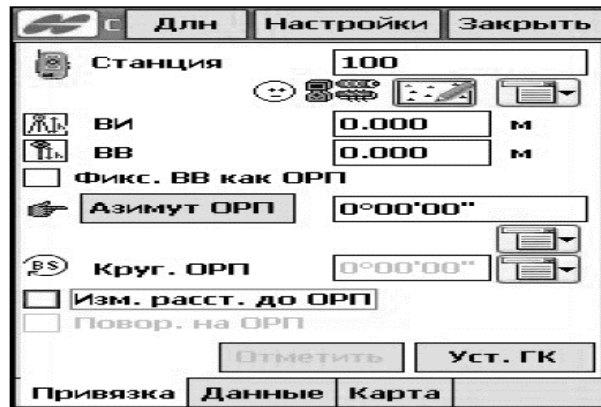 С Длн Настройки Закрыть
Станция 100
ВИ 0.000 м
ВВ 0.000 м
Фикс. ВВ как ОРП
Азимут ОРП 0°00'00"
BS Круг. ОРП 0°00'00"
Изм. расст. до ОРП
Повор. на ОРП
Отметить Уст. ГК
Привязка Данные Карта